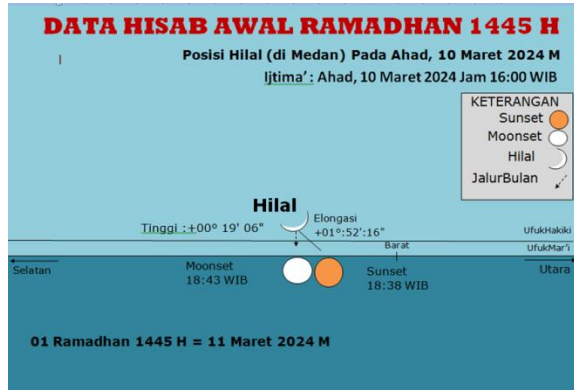 DATA HISAB AWAL RAMADHAN 1445 H
Posisi Hilal (di Medan) Pada Ahad, 10 Maret 2024 M
Ijtima’: Ahad, 10 Maret 2024 Jam 16:00 WIB
KETERANGAN
Sunset
Moonset
Hilal
JalurBulan
Hilal
Tinggi :+00° 19' 06"
Elongasi
+01°:52':16"
UfukHakiki
Barat
UfukMar'i
Selatan
Moonset
18:43 WIB
Sunset
18:38 WIB
Utara
01 Ramadhan 1445 H = 11 Maret 2024 M